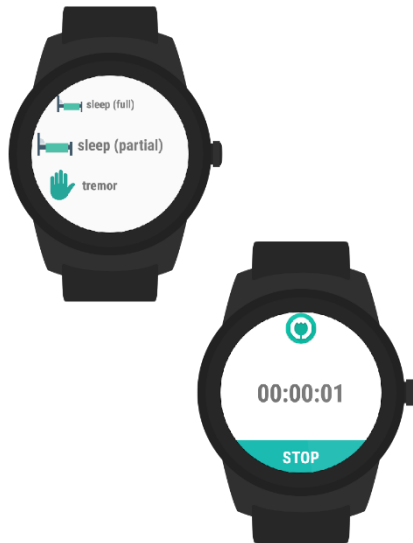 sleep (full)
sleep (partial)
tremor
00:00:01
STOP